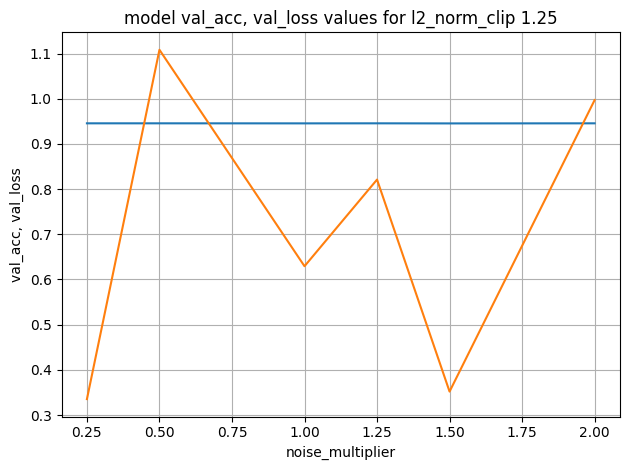 model val_acc, val_loss values for l2_norm_clip 1.25
1.1
1.0
0.9
0.8
0.7
0.6
0.5
0.4
0.3
val_acc, val_loss
0.25 0.50 0.75 1.00 1.25 1.50 1.75 2.00
noise_multiplier